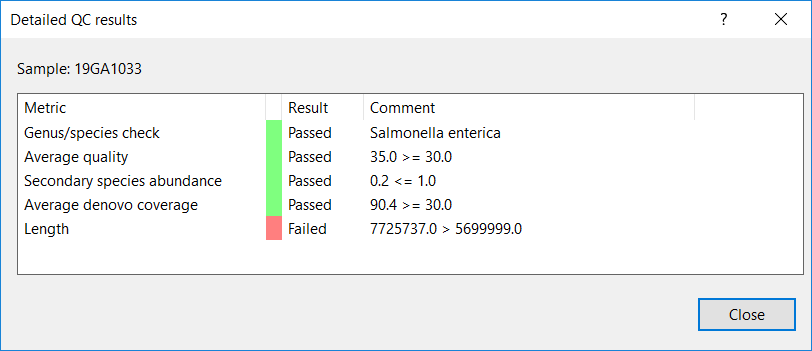 Detailed QC results
?
Sample: 19GA1033
Metric Result Comment
Genus/species check Passed Salmonella enterica
Average quality Passed 35.0 >= 30.0
Secondary species abundance Passed 0.2 <= 1.0
Average denovo coverage Passed 90.4 >= 30.0
Length Failed 7725737.0 > 5699999.0
Close